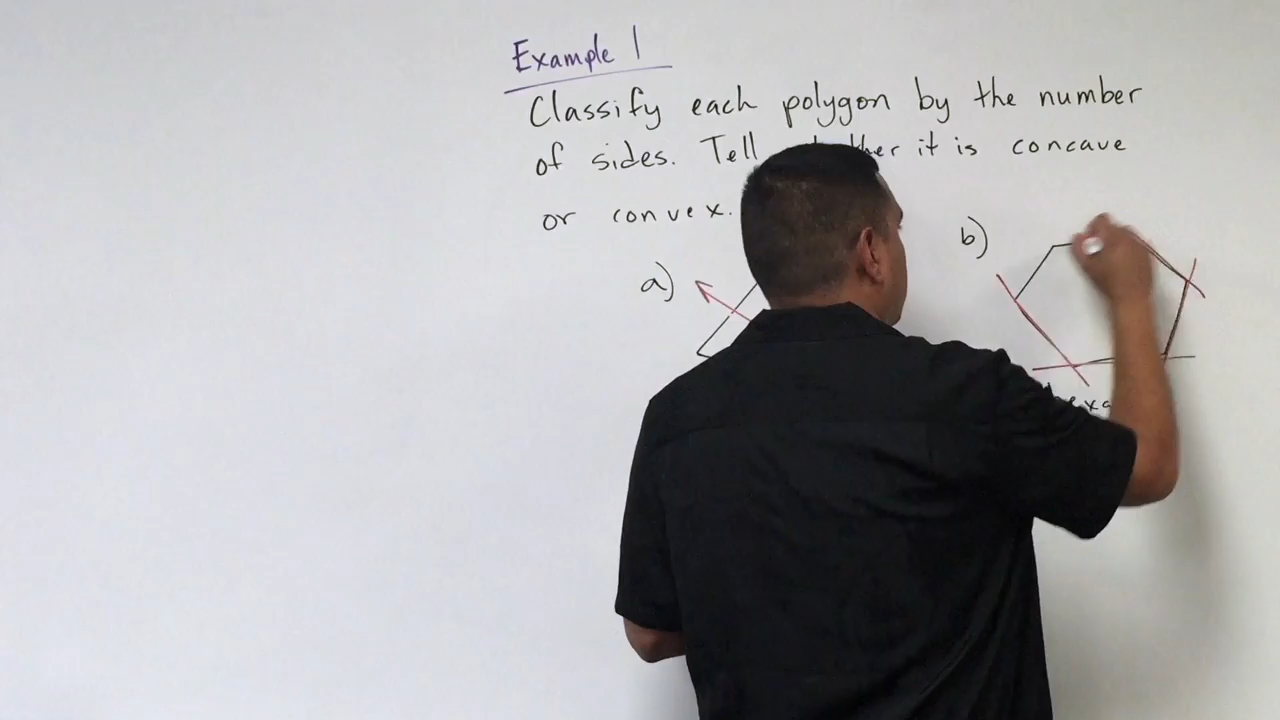 Example 1
Classify each polygon by the number
of sides. Tell it is concave
or convex.
a)
b)